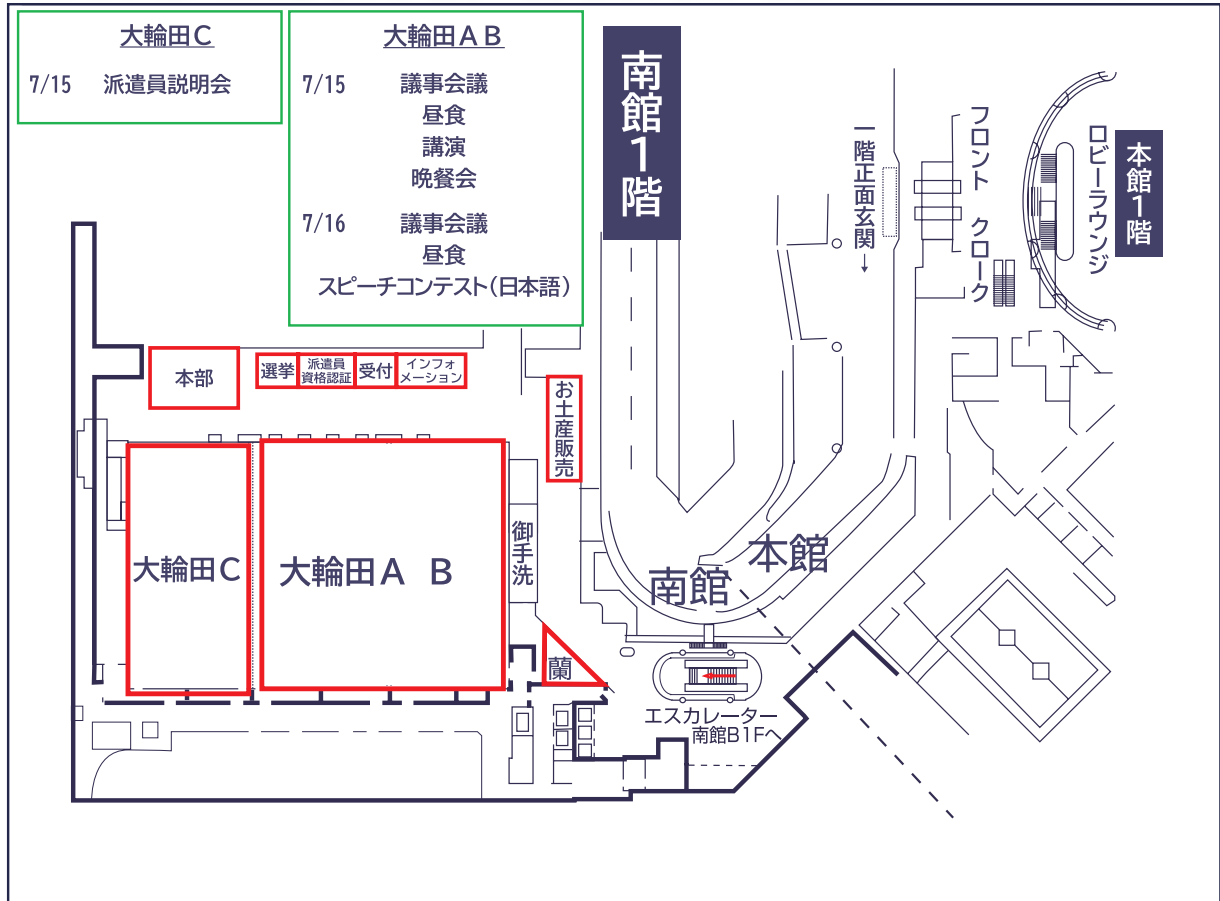 大輪田C
7/15 派遣員説明会
大輪田AB
7/15 議事会議
昼食
講演
晩餐会
7/16 議事会議
昼食
スピーチコンテスト(日本語)
南館1階
一階正面玄関
↓
フロント クローク
ロビーラウンジ
本館1階
本部
選挙
派遣員
資格認証
受付
インフォ
メーション
お土産販売
大輪田C
大輪田A B
御手洗
蘭
南館
本館
エスカレーター
南館B1Fへ